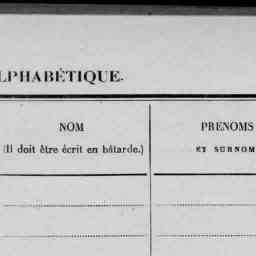 LPHABÉTIQUE.
NOM
PRENOMS
(Il doit être écrit en bâtarde.)
ET SURNOM